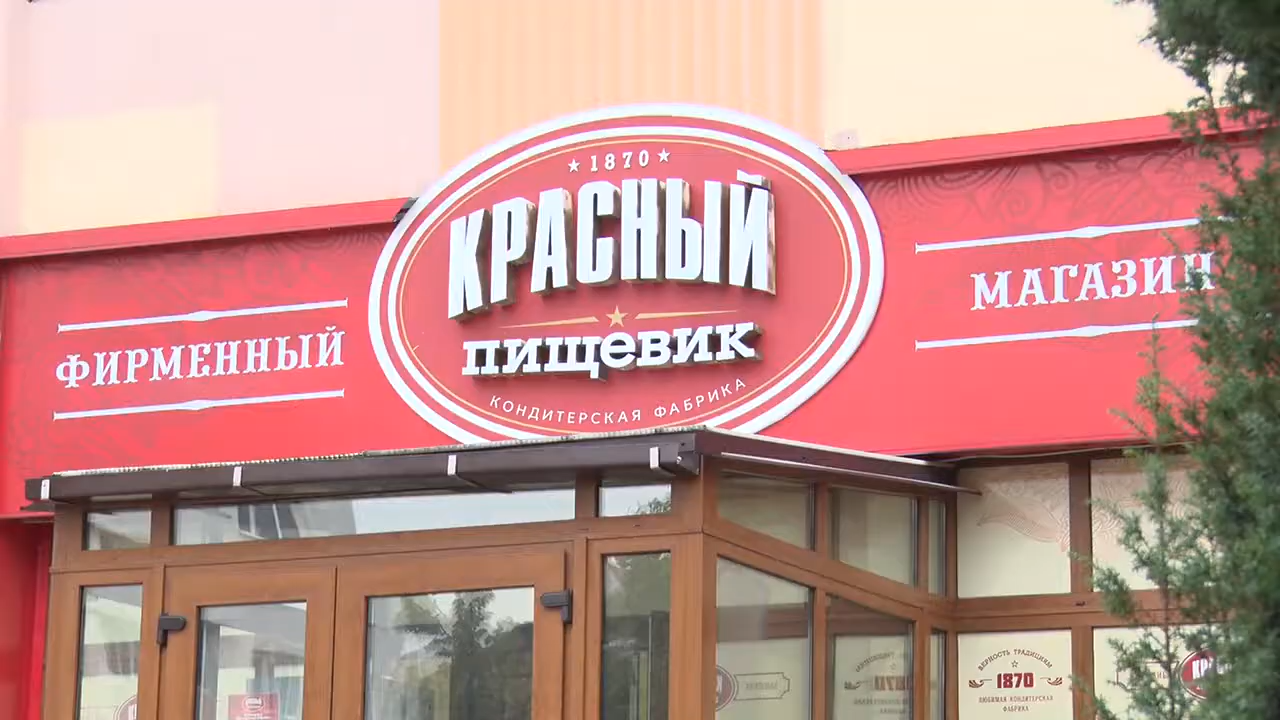 ★ 1870 ★
КРАСНЫЙ
ПИЩЕВИК
КОНДИТЕРСКАЯ ФАБРИКА
ФИРМЕННЫЙ
МАГАЗИН
ВЕРНОСТЬ ТРАДИЦИЯМ
1870
ЛЮБИМАЯ КОНДИТЕРСКАЯ
ФАБРИКА